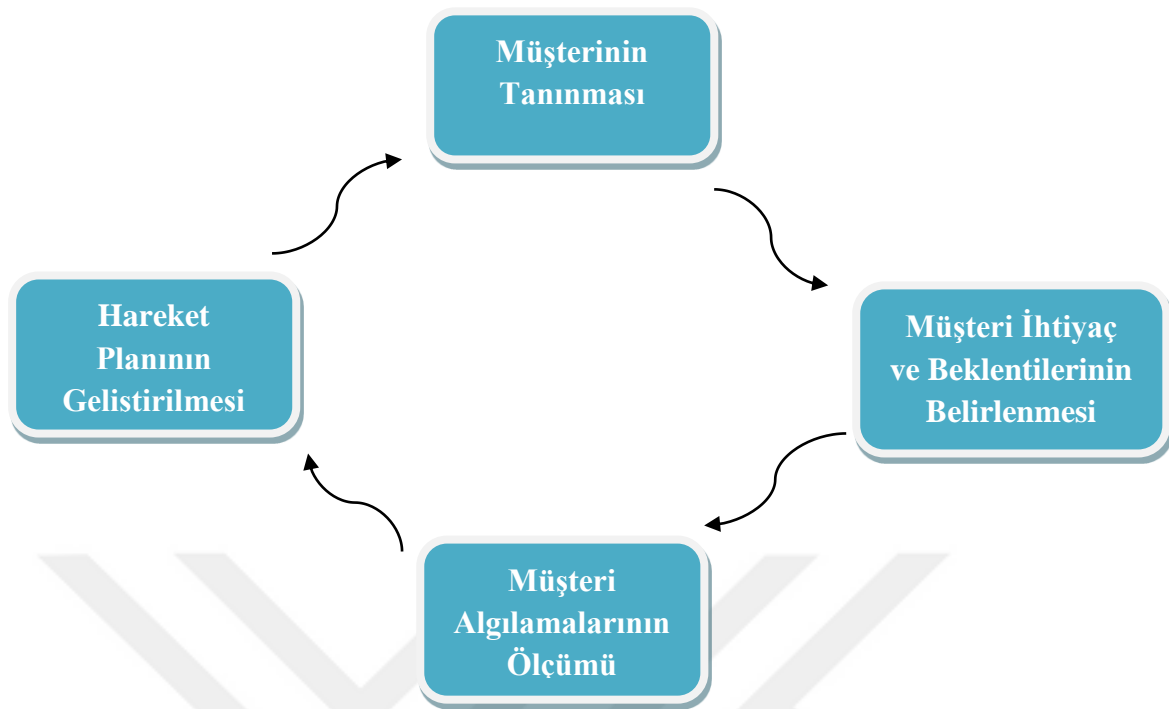 Müşterinin
Tanınması
Hareket
Planının
Gelistirilmesi
Müşteri İhtiyaç
ve Beklentilerinin
Belirlenmesi
Müşteri
Algılamalarının
Ölçümü